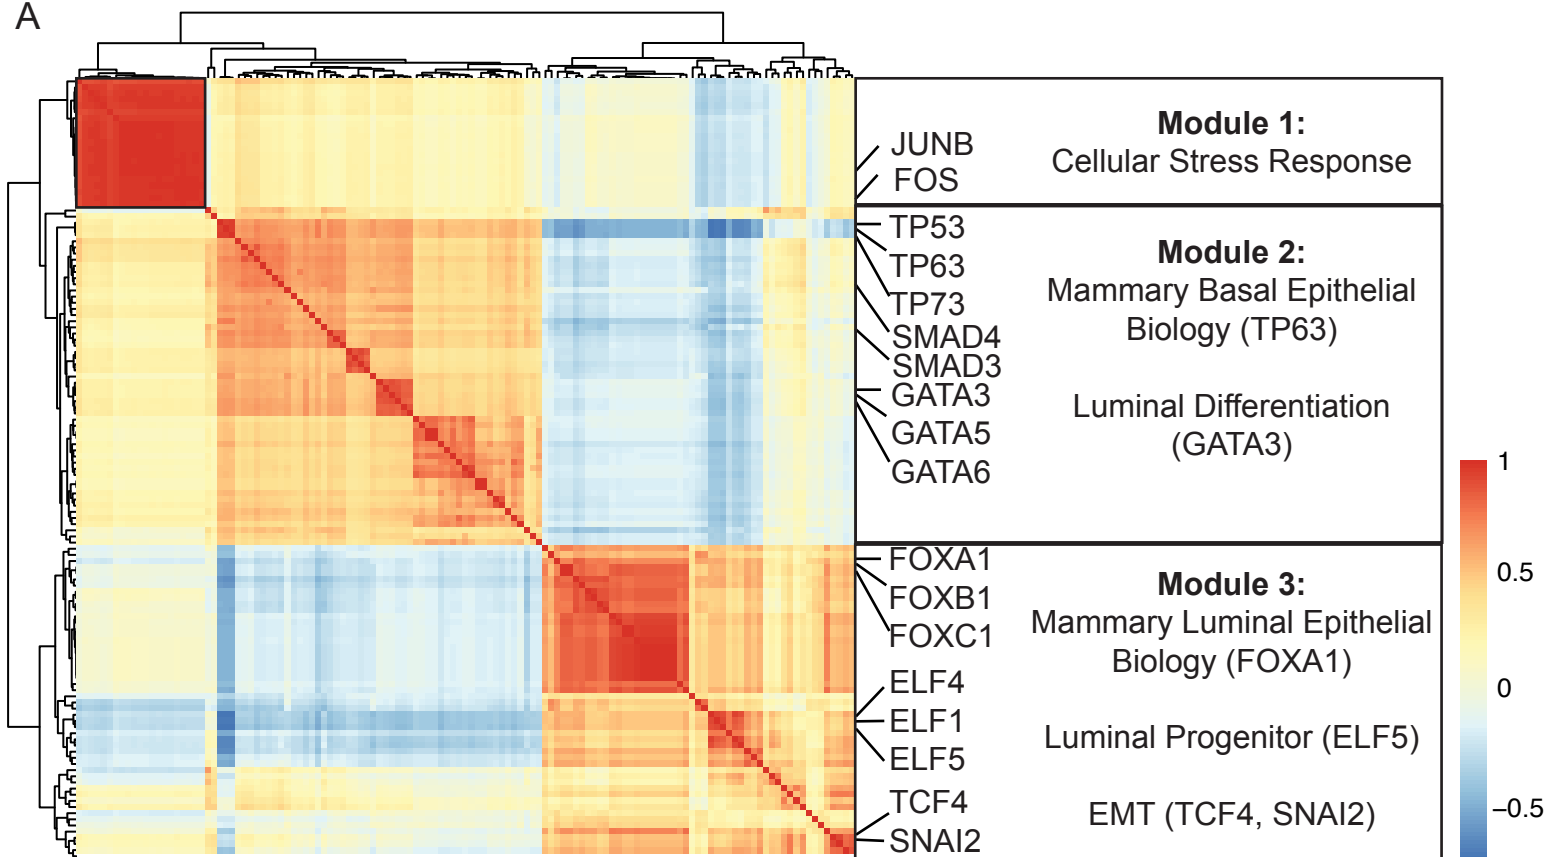 A
JUNB
FOS
Module 1:
Cellular Stress Response
TP53
TP63
TP73
SMAD4
SMAD3
GATA3
GATA5
GATA6
Module 2:
Mammary Basal Epithelial
Biology (TP63)
Luminal Differentiation
(GATA3)
FOXA1
FOXB1
FOXC1
ELF4
ELF1
ELF5
TCF4
SNAI2
Module 3:
Mammary Luminal Epithelial
Biology (FOXA1)
Luminal Progenitor (ELF5)
EMT (TCF4, SNAI2)
1
0.5
0
−0.5